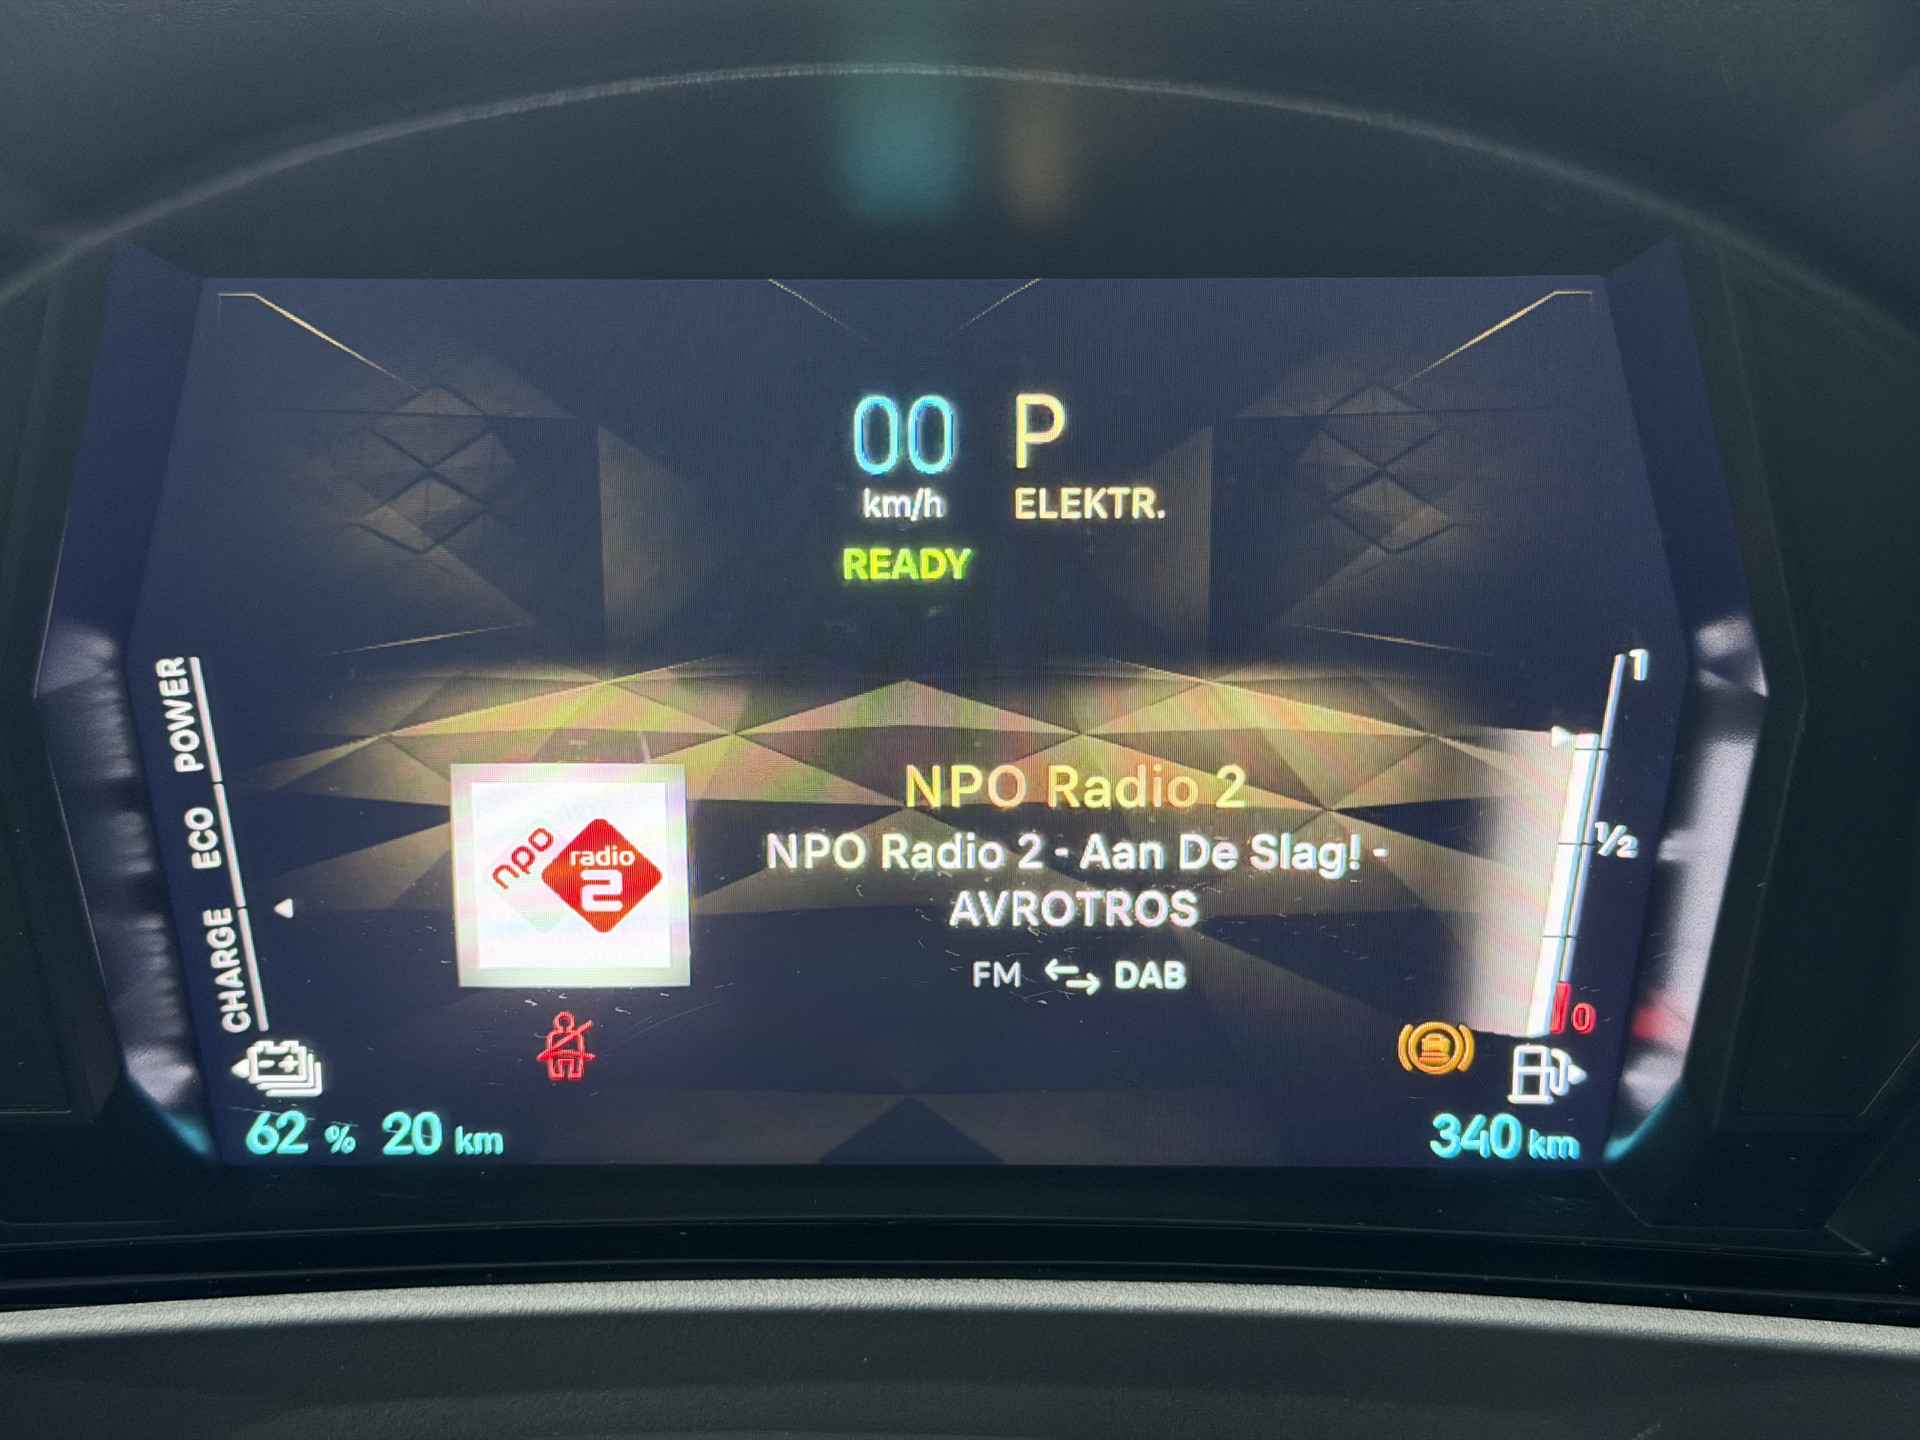 00 P
km/h ELEKTR.
READY
POWER
ECO
CHARGE
1
1/2
0
npo radio 2
NPO Radio 2
NPO Radio 2 - Aan De Slag! -
AVROTROS
FM DAB
62 % 20 km
340 km